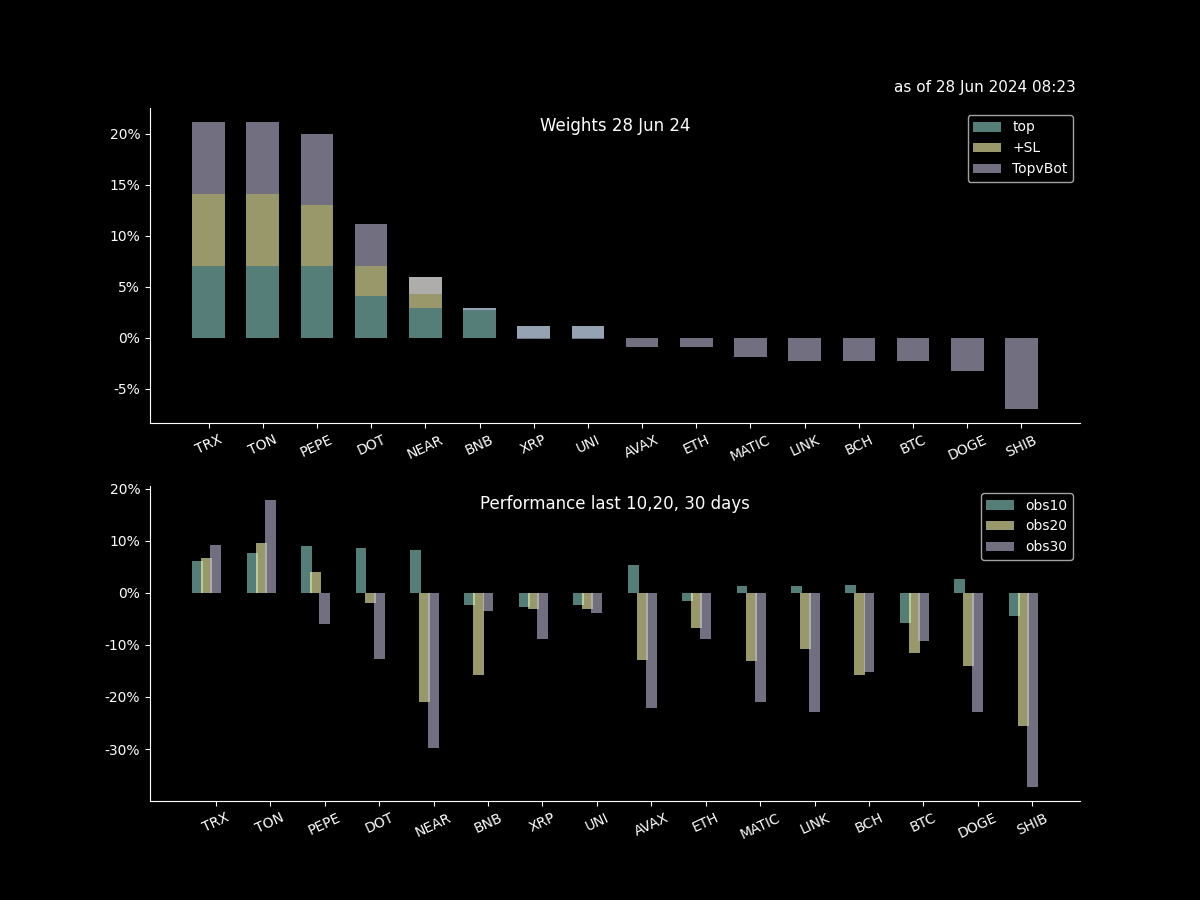 as of 28 Jun 2024 08:23
Weights 28 Jun 24
top
+SL
TopvBot
20%
15%
10%
5%
0%
-5%
TRX TON PEPE DOT NEAR BNB XRP UNI AVAX ETH MATIC LINK BCH BTC DOGE SHIB
Performance last 10,20, 30 days
obs10
obs20
obs30
20%
10%
0%
-10%
-20%
-30%
TRX TON PEPE DOT NEAR BNB XRP UNI AVAX ETH MATIC LINK BCH BTC DOGE SHIB